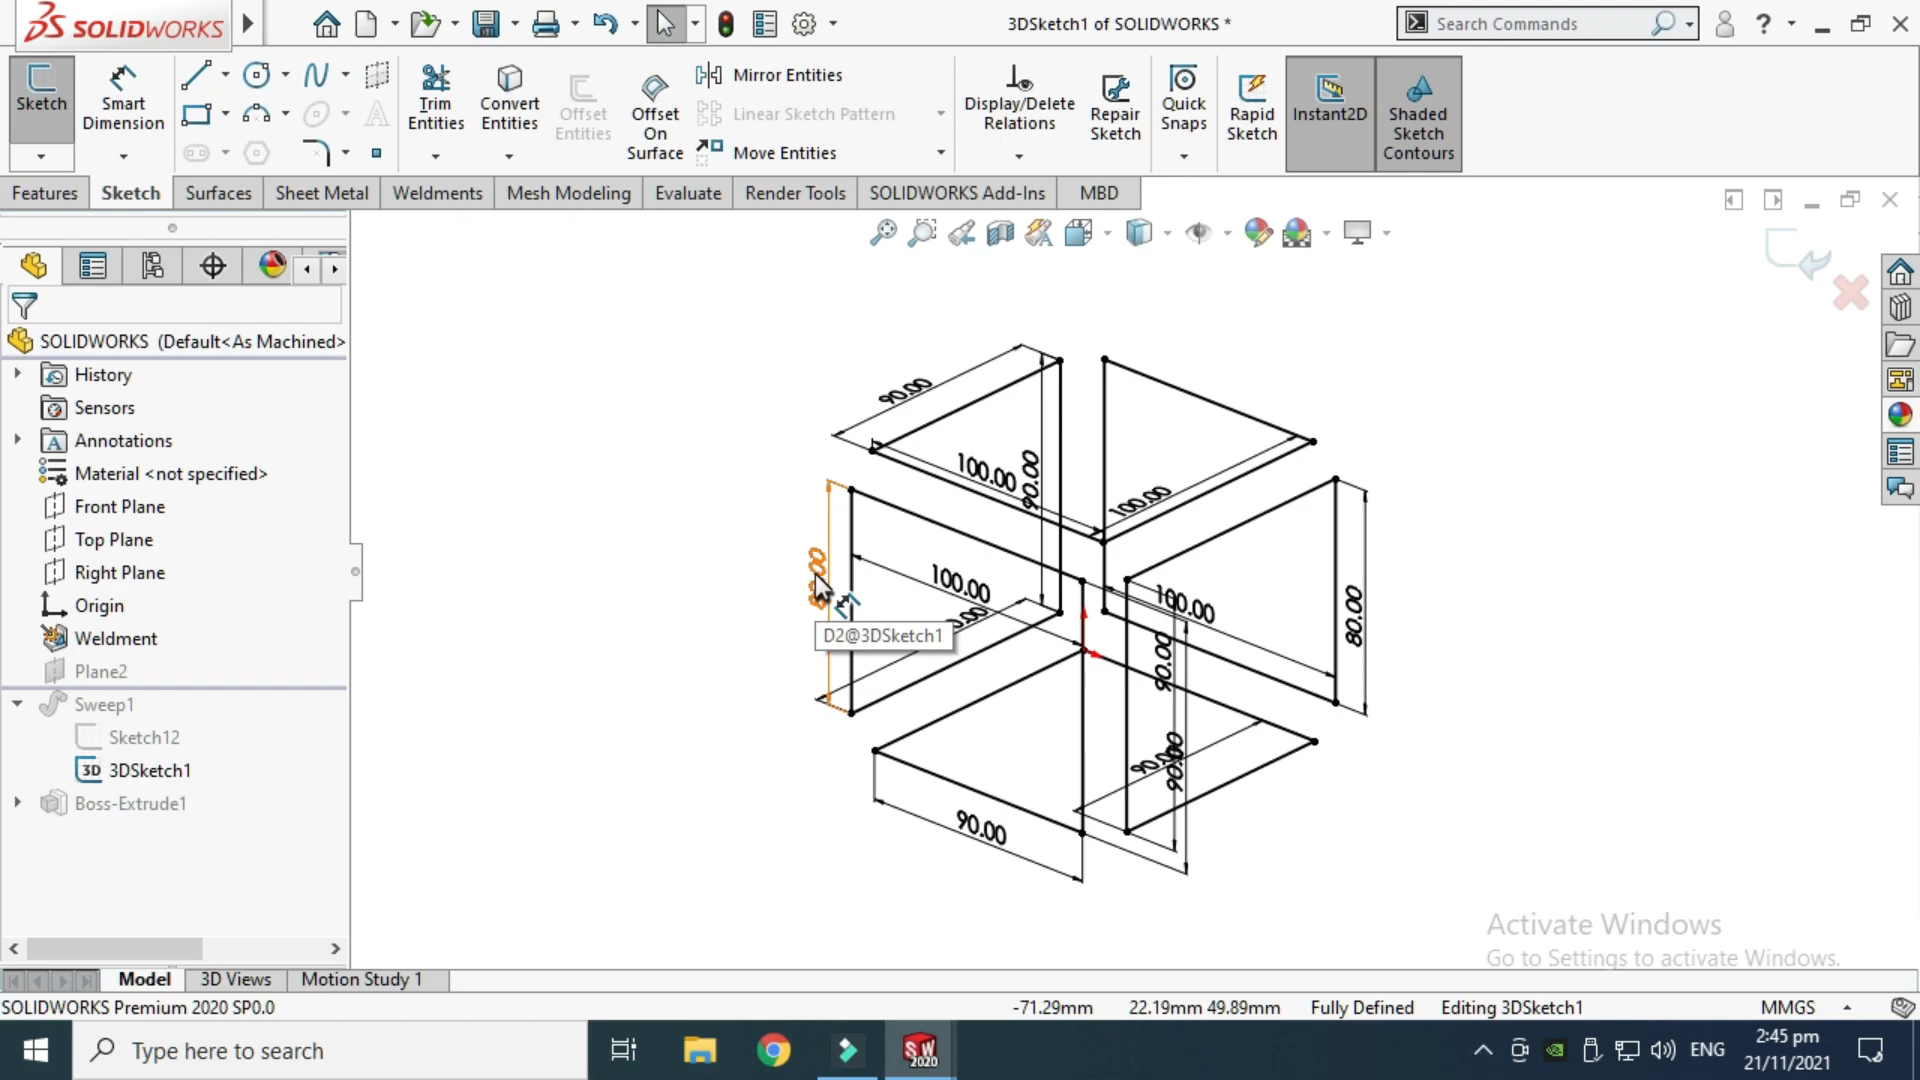 SOLIDWORKS
3DSketch1 of SOLIDWORKS *
Search Commands
Sketch
Smart Dimension
Trim Entities
Convert Entities
Offset Entities
Offset On Surface
Mirror Entities
Linear Sketch Pattern
Move Entities
Display/Delete Relations
Repair Sketch
Quick Snaps
Rapid Sketch
Instant2D
Shaded Sketch Contours
Features
Sketch
Surfaces
Sheet Metal
Weldments
Mesh Modeling
Evaluate
Render Tools
SOLIDWORKS Add-Ins
MBD
SOLIDWORKS (Default<As Machined>
History
Sensors
Annotations
Material <not specified>
Front Plane
Top Plane
Right Plane
Origin
Weldment
Plane2
Sweep1
Sketch12
3D 3DSketch1
Boss-Extrude1
90.00
100.00
90.00
100.00
100.00
100.00
80.00
90.00
D2@3DSketch1
90.00
90.00
90.00
Activate Windows
Go to Settings to activate Windows.
Model
3D Views
Motion Study 1
SOLIDWORKS Premium 2020 SP0.0
-71.29mm
22.19mm 49.89mm
Fully Defined
Editing 3DSketch1
MMGS
Type here to search
SW
2020
ENG
2:45 pm
21/11/2021